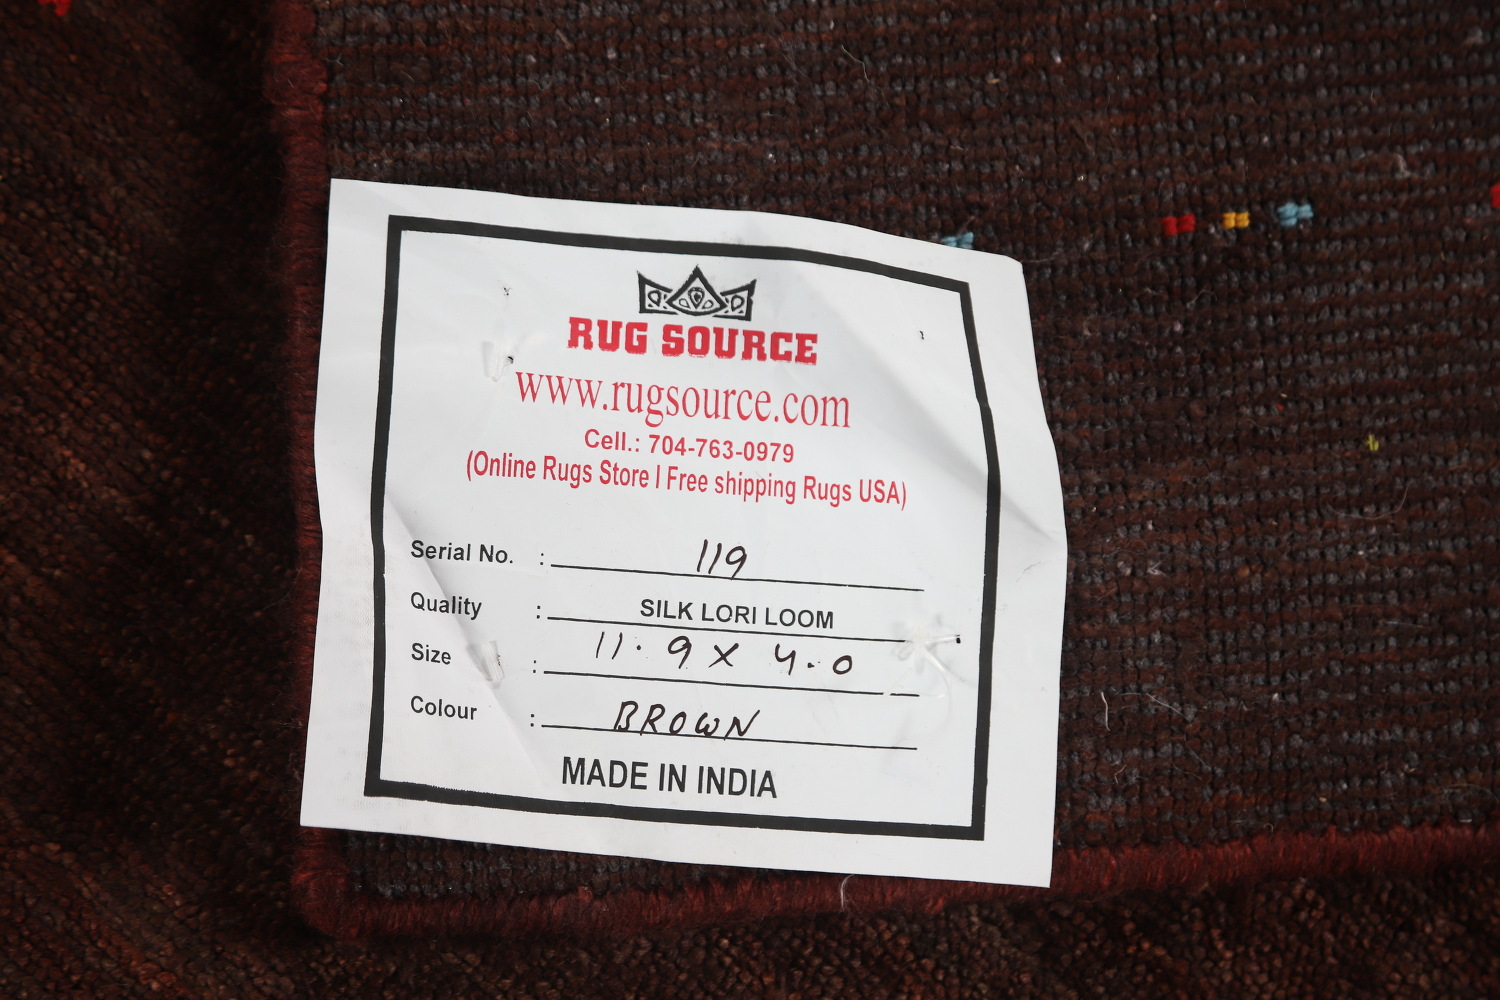 RUG SOURCE
www.rugsource.com
Cell.: 704-763-0979
(Online Rugs Store I Free shipping Rugs USA)
Serial No. : 119
Quality : SILK LORI LOOM
Size : 11.9 X 4.0
Colour : BROWN
MADE IN INDIA